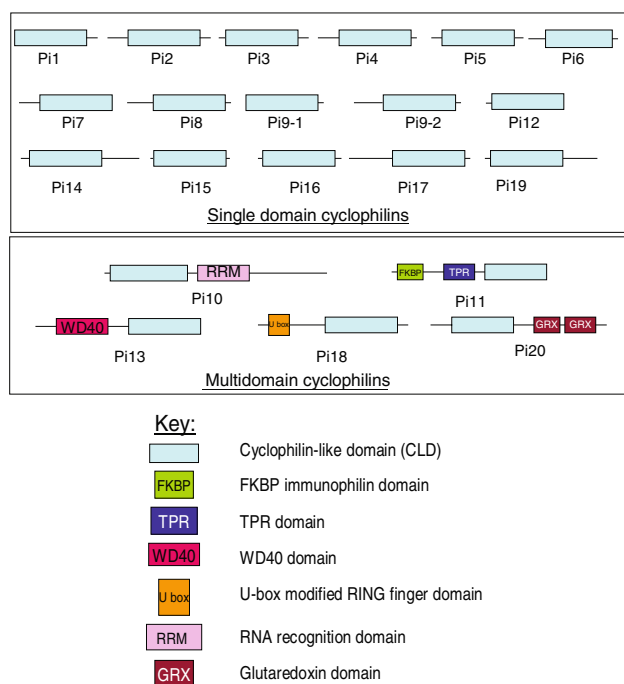 Pi1 Pi2 Pi3 Pi4 Pi5 Pi6
Pi7 Pi8 Pi9-1 Pi9-2 Pi12
Pi14 Pi15 Pi16 Pi17 Pi19
Single domain cyclophilins
RRM FKBP TPR
Pi10 Pi11
WD40 U box GRX GRX
Pi13 Pi18 Pi20
Multidomain cyclophilins
Key:
Cyclophilin-like domain (CLD)
FKBP FKBP immunophilin domain
TPR TPR domain
WD40 WD40 domain
U box U-box modified RING finger domain
RRM RNA recognition domain
GRX Glutaredoxin domain